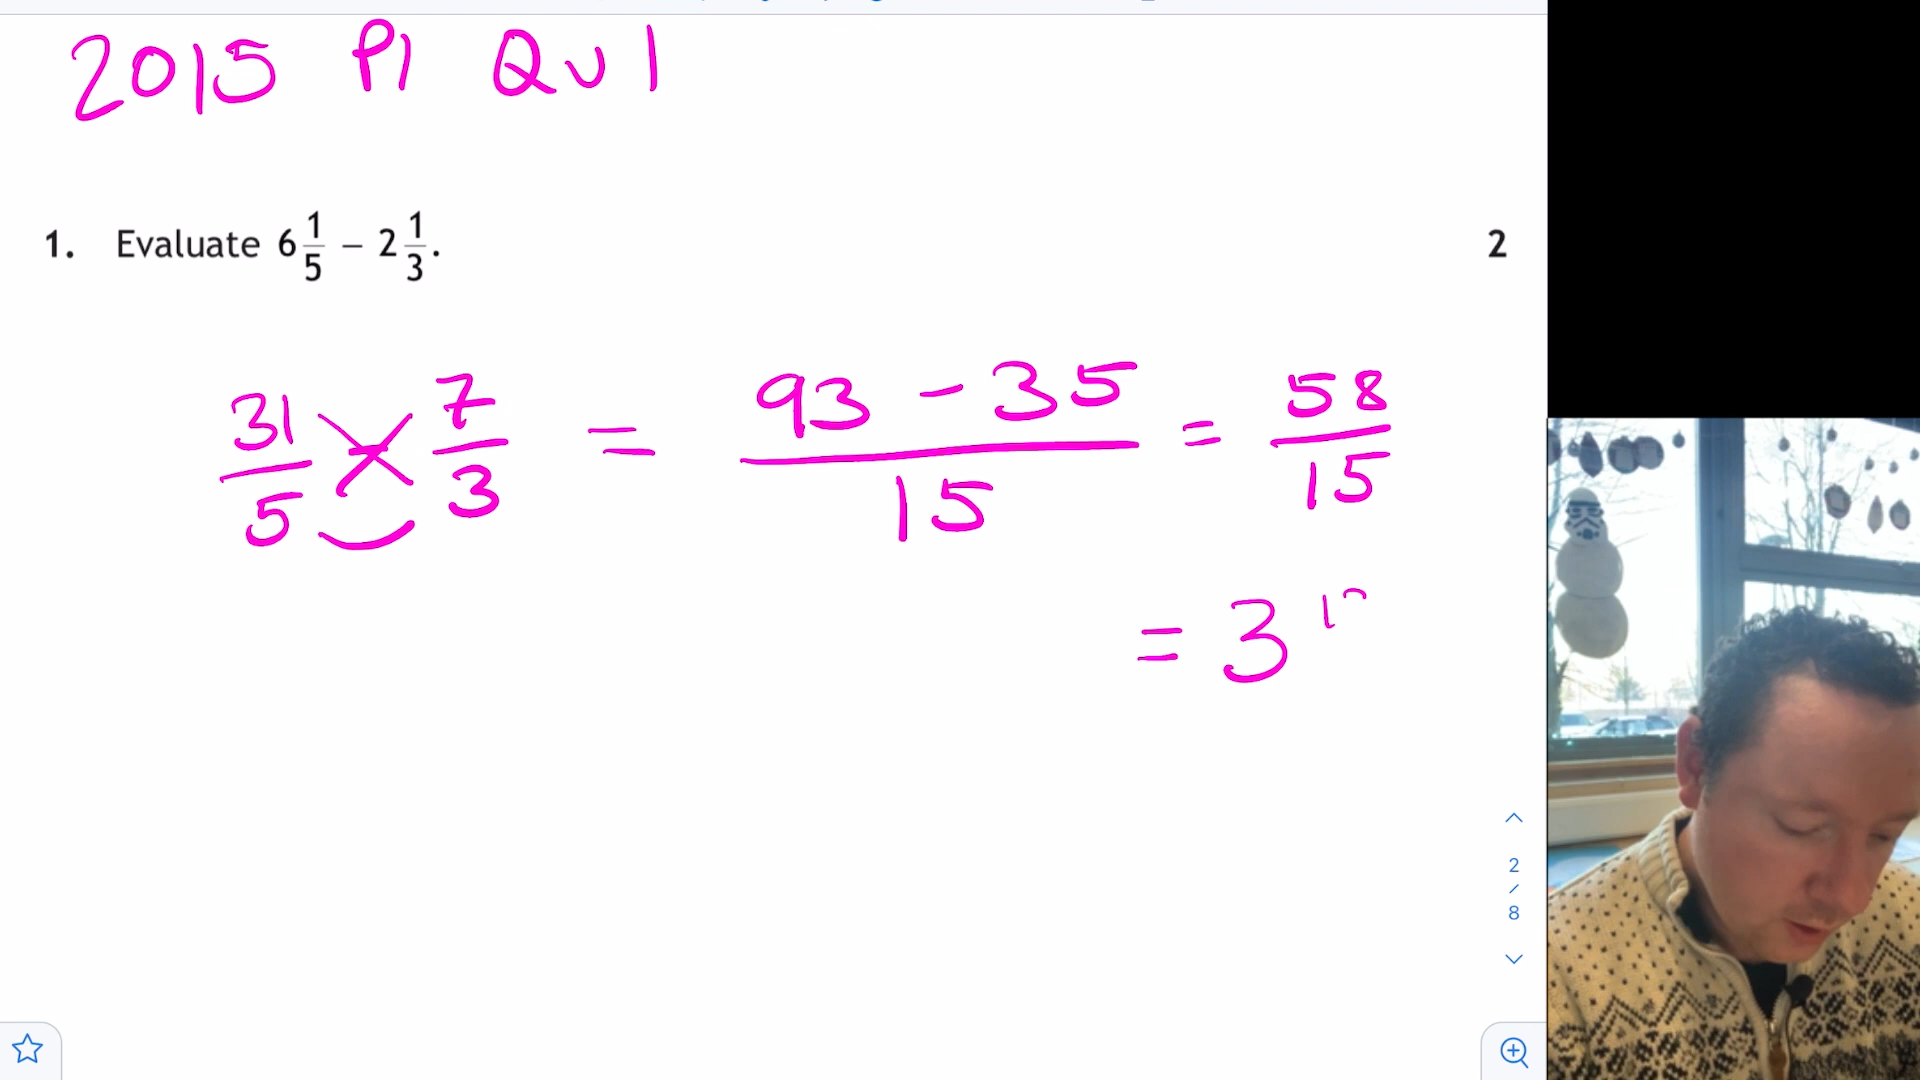 2015 P1 Qu 1
1. Evaluate 6 1/5 − 2 1/3. 2
31/5 7/3 = 93 − 35/15 = 58/15
= 3 1
2
/
8